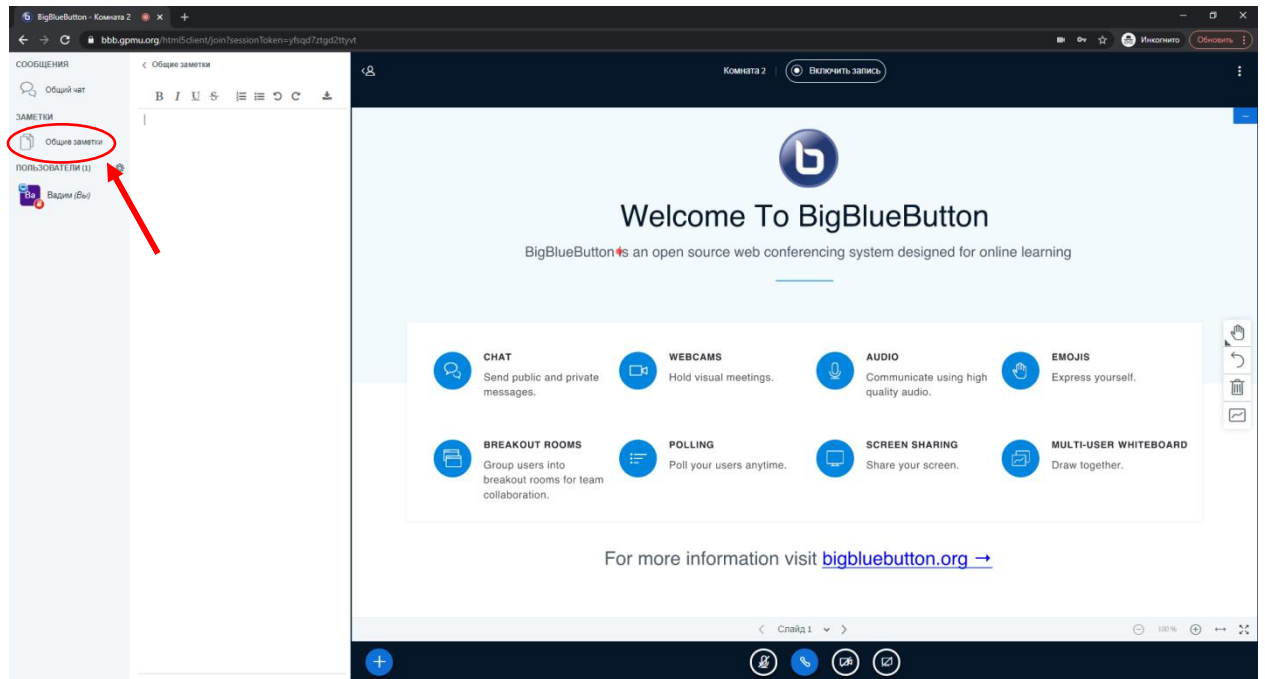 BigBlueButton - Комната 2
bbb.gpmu.org/html5client/join?sessionToken=yfsqd7ztgd2ttyvt
Инкогнито
Обновить
СООБЩЕНИЯ
Общий чат
ЗАМЕТКИ
Общие заметки
ПОЛЬЗОВАТЕЛИ (1)
Ва Вадим (Вы)
Общие заметки
B I U S
Комната 2
Включить запись
b
Welcome To BigBlueButton
BigBlueButton is an open source web conferencing system designed for online learning
CHAT
Send public and private
messages.
WEBCAMS
Hold visual meetings.
AUDIO
Communicate using high
quality audio.
EMOJIS
Express yourself.
BREAKOUT ROOMS
Group users into
breakout rooms for team
collaboration.
POLLING
Poll your users anytime.
SCREEN SHARING
Share your screen.
MULTI-USER WHITEBOARD
Draw together.
For more information visit bigbluebutton.org →
Слайд 1
100%